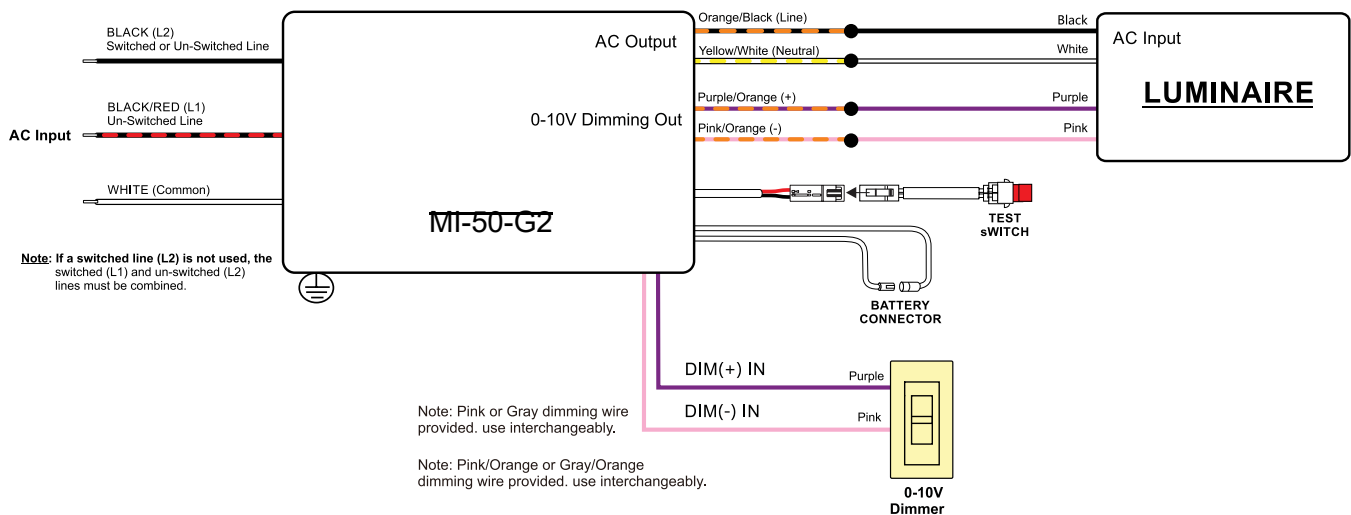 BLACK (L2)
Switched or Un-Switched Line
BLACK/RED (L1)
Un-Switched Line
AC Input
WHITE (Common)
Note: If a switched line (L2) is not used, the
switched (L1) and un-switched (L2)
lines must be combined.
AC Output
0-10V Dimming Out
MI-50-G2
Orange/Black (Line)
Yellow/White (Neutral)
Purple/Orange (+)
Pink/Orange (-)
Black
White
Purple
Pink
AC Input
LUMINAIRE
TEST
sWITCH
BATTERY
CONNECTOR
DIM(+) IN
Purple
DIM(-) IN
Pink
Note: Pink or Gray dimming wire
provided. use interchangeably.
Note: Pink/Orange or Gray/Orange
dimming wire provided. use interchangeably.
0-10V
Dimmer